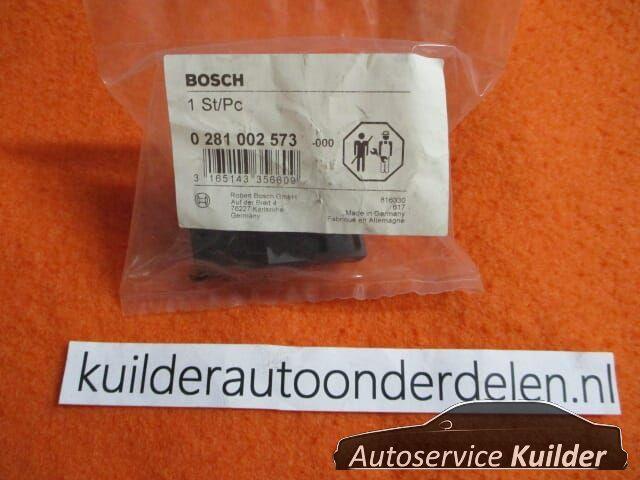 BOSCH
1 St/Pc
0 281 002 573 -000
3 165143 356609
Robert Bosch GmbH
Auf der Breit 4
76227 Karlsruhe
Germany
816330
617
Made in Germany
Fabriqué en Allemagne
kuilderautoonderdelen.nl
Autoservice Kuilder